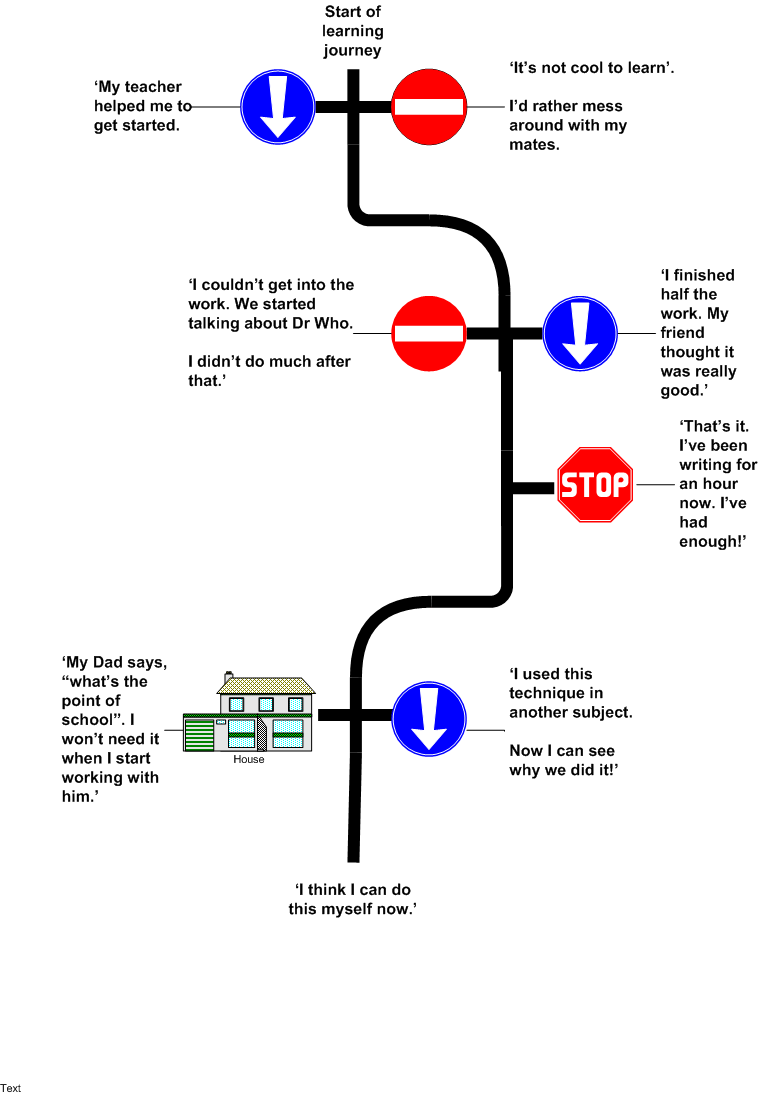 Start of
learning
journey
‘My teacher
helped me to
get started.
‘It’s not cool to learn’.
I’d rather mess
around with my
mates.
‘I couldn’t get into the
work. We started
talking about Dr Who.
I didn’t do much after
that.’
‘I finished
half the
work. My
friend
thought it
was really
good.’
STOP
‘That’s it.
I’ve been
writing for
an hour
now. I’ve
had
enough!’
‘My Dad says,
“what’s the
point of
school”. I
won’t need it
when I start
working with
him.’
House
‘I used this
technique in
another subject.
Now I can see
why we did it!’
‘I think I can do
this myself now.’
Text